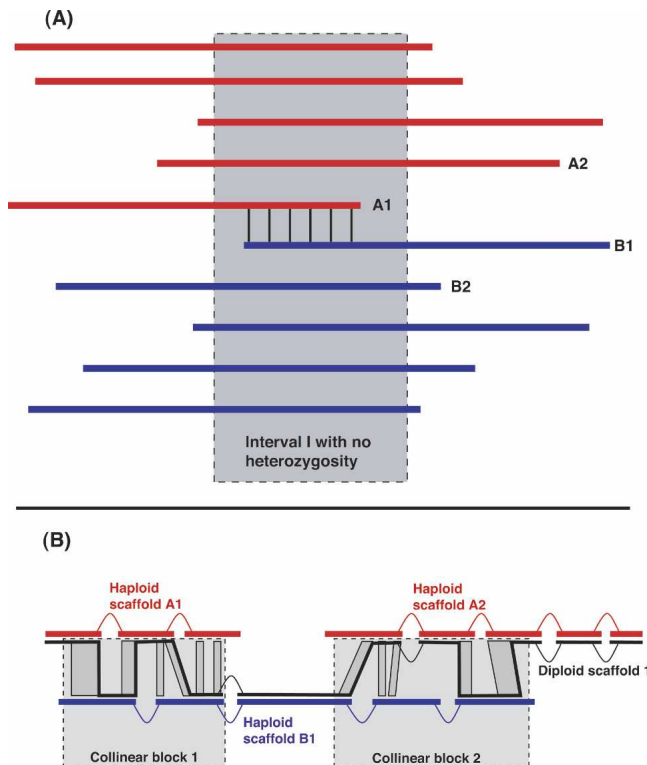 (A)
A2
A1
B1
B2
Interval I with no
heterozygosity
(B)
Haploid
scaffold A1
Haploid
scaffold A2
Diploid scaffold 1
Haploid
scaffold B1
Collinear block 1
Collinear block 2